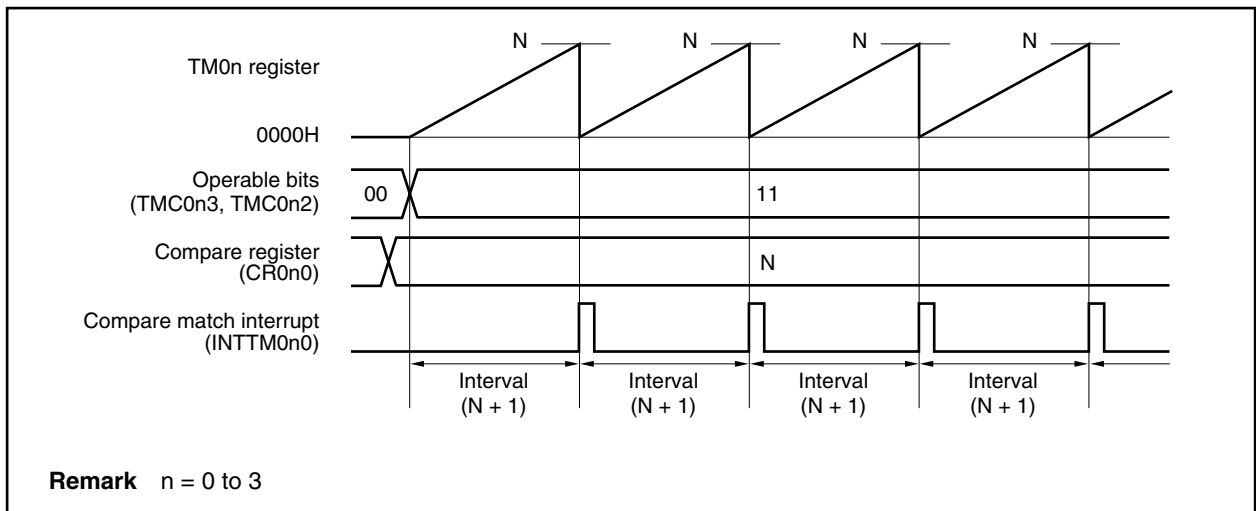 N N N N
TM0n register
0000H
Operable bits
(TMC0n3, TMC0n2)
00 11
Compare register
(CR0n0)
N
Compare match interrupt
(INTTM0n0)
Interval Interval Interval Interval
(N + 1) (N + 1) (N + 1) (N + 1)
Remark n = 0 to 3